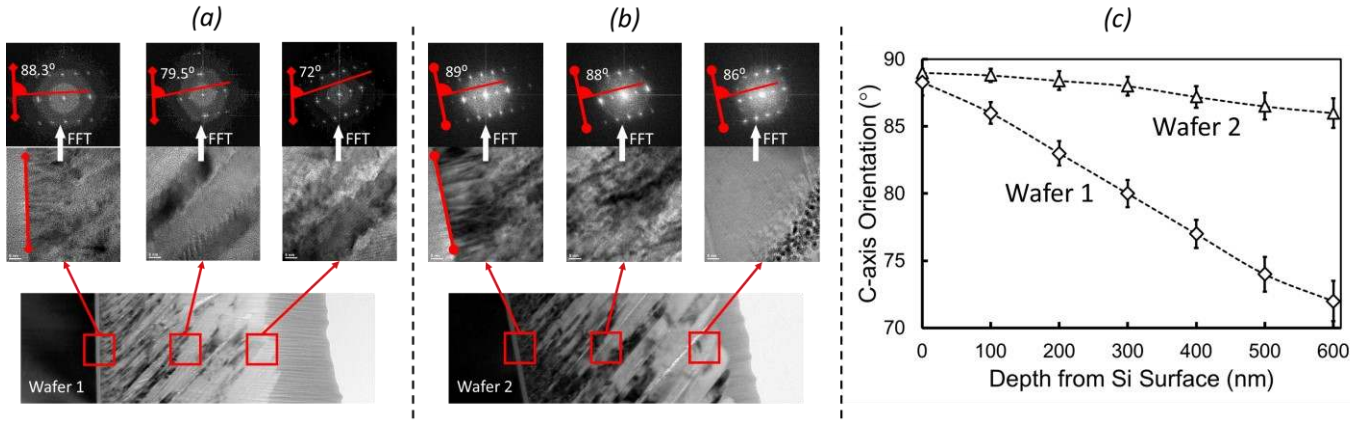 (a)
88.3°
79.5°
72°
FFT
FFT
FFT
Wafer 1
(b)
89°
88°
86°
FFT
FFT
FFT
Wafer 2
(c)
90
85
80
75
70
C-axis Orientation (°)
Wafer 2
Wafer 1
0 100 200 300 400 500 600
Depth from Si Surface (nm)